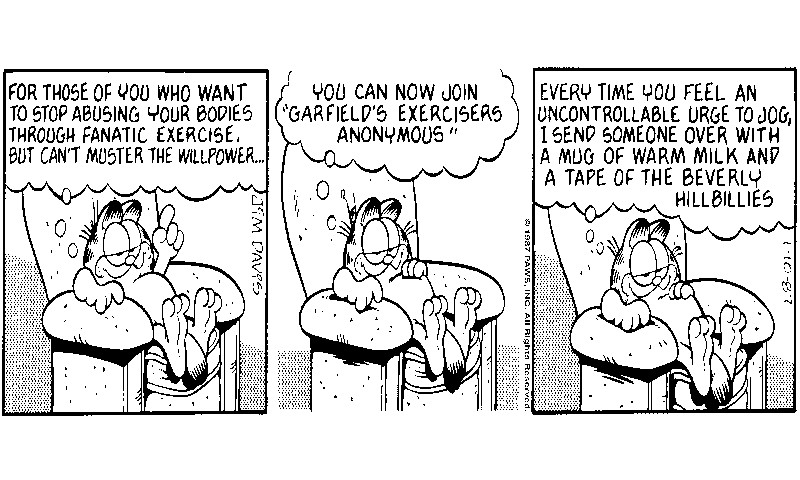 FOR THOSE OF YOU WHO WANT
TO STOP ABUSING YOUR BODIES
THROUGH FANATIC EXERCISE,
BUT CAN'T MUSTER THE WILLPOWER...
JIM DAVIS
YOU CAN NOW JOIN
"GARFIELD'S EXERCISERS
ANONYMOUS"
© 1987 PAWS, INC. All Rights Reserved.
EVERY TIME YOU FEEL AN
UNCONTROLLABLE URGE TO JOG,
I SEND SOMEONE OVER WITH
A MUG OF WARM MILK AND
A TAPE OF THE BEVERLY
HILLBILLIES